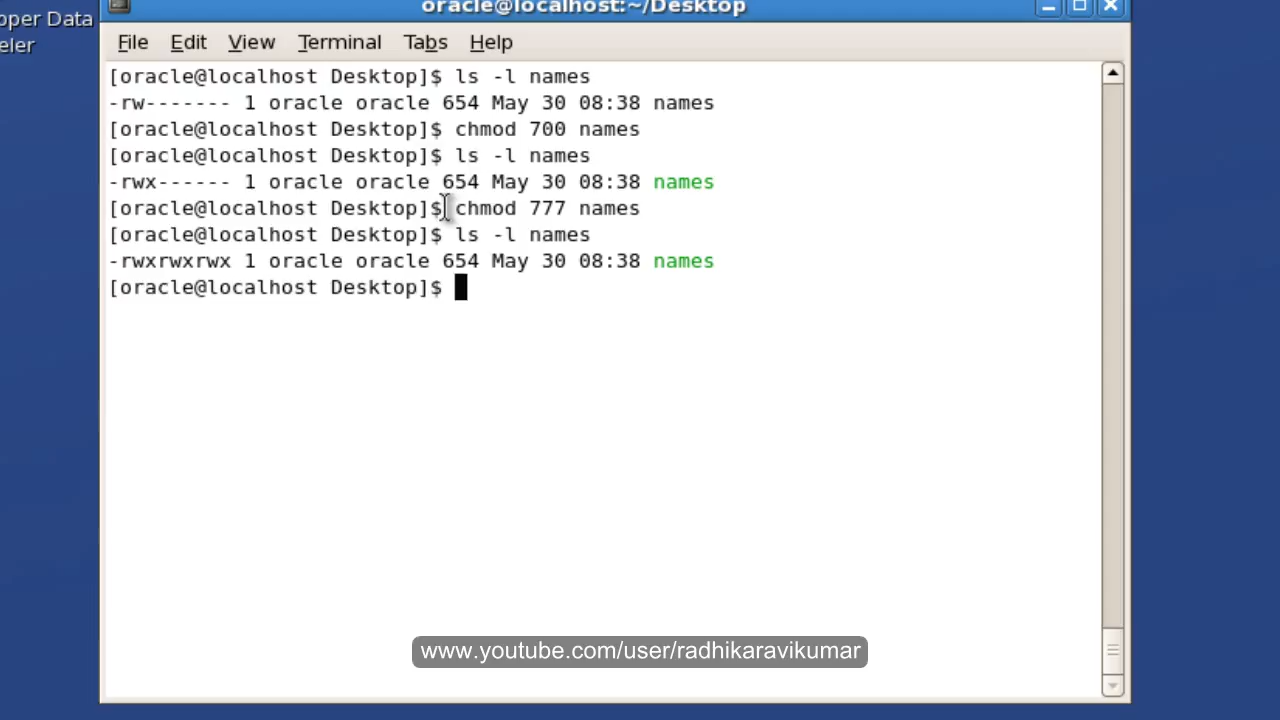 oper Data
eler
oracle@localhost:~/Desktop
File Edit View Terminal Tabs Help
[oracle@localhost Desktop]$ ls -l names
-rw------- 1 oracle oracle 654 May 30 08:38 names
[oracle@localhost Desktop]$ chmod 700 names
[oracle@localhost Desktop]$ ls -l names
-rwx------ 1 oracle oracle 654 May 30 08:38 names
[oracle@localhost Desktop]$ chmod 777 names
[oracle@localhost Desktop]$ ls -l names
-rwxrwxrwx 1 oracle oracle 654 May 30 08:38 names
[oracle@localhost Desktop]$
www.youtube.com/user/radhikaravikumar